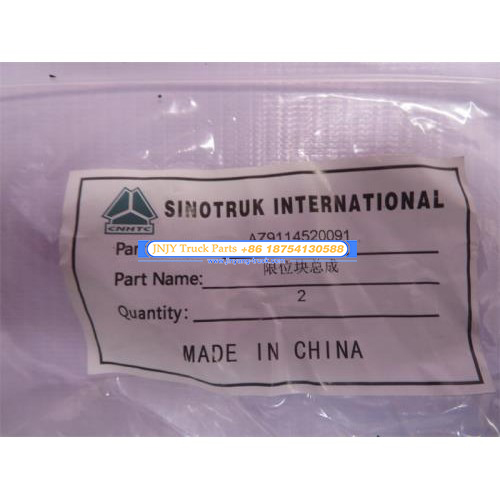 CNHTC
SINOTRUK INTERNATIONAL
AZ9114520091
JNJY Truck Parts +86 18754130588
Part Name: 限位块总成
Quantity: 2
MADE IN CHINA